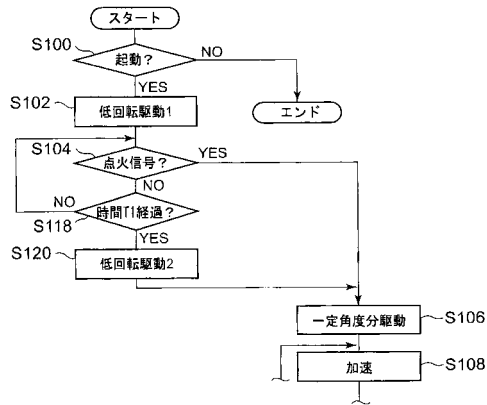 スタート
S100
起動?
NO
YES
エンド
S102
低回転駆動1
S104
点火信号?
YES
NO
NO
時間T1経過?
S118
YES
S120
低回転駆動2
一定角度分駆動
S106
加速
S108